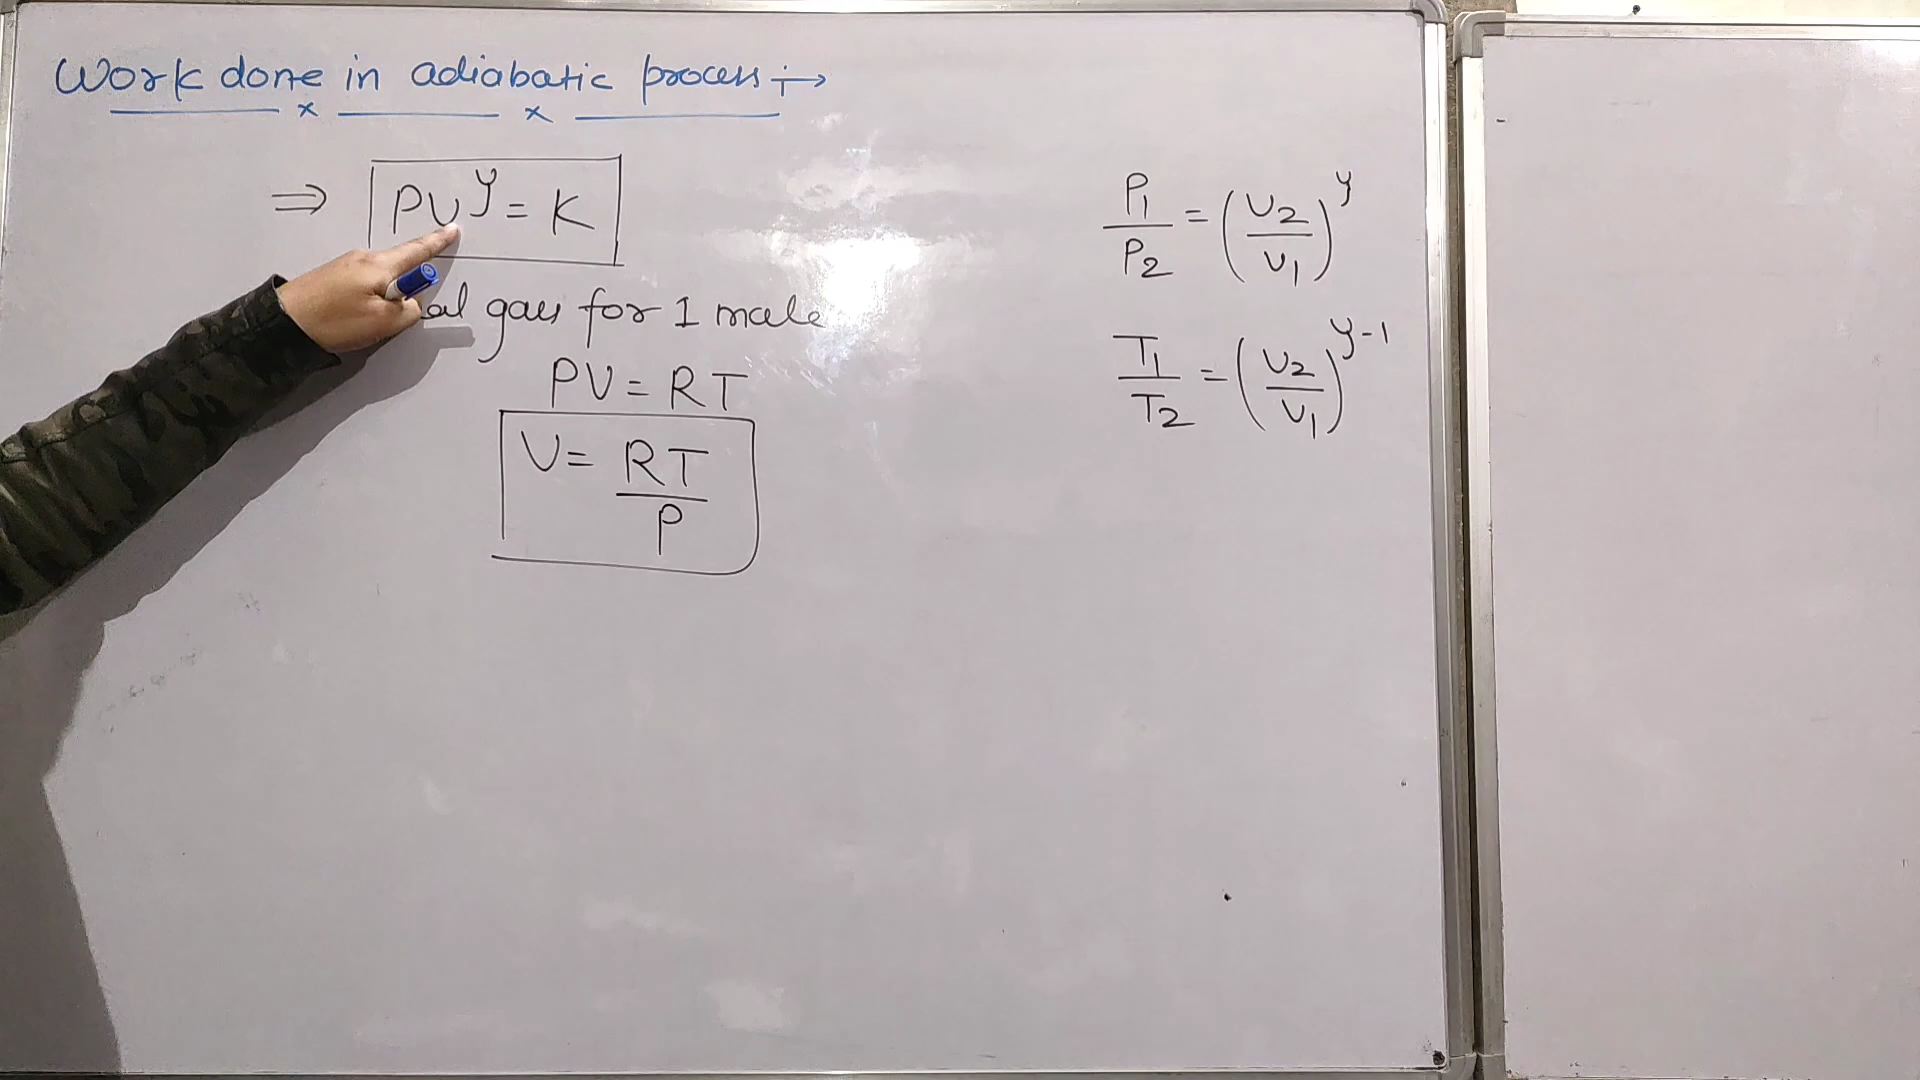 Work done in adiabatic process :→
⇒ PV^γ = K
gas for 1 mole
PV = RT
V = RT/P
P1/P2 = (V2/V1)^γ
T1/T2 = (V2/V1)^γ-1